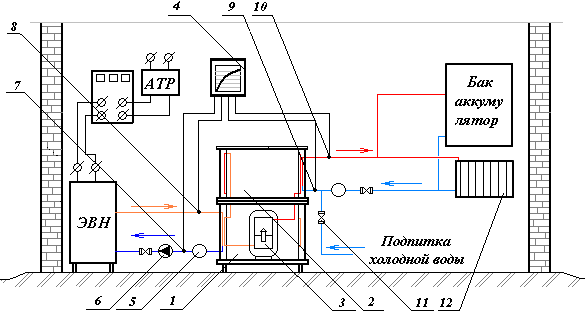 8
7
4
9
10
АТР
Бак
аккуму
лятор
ЭВН
Подпитка
холодной воды
6
5
1
3
2
11
12